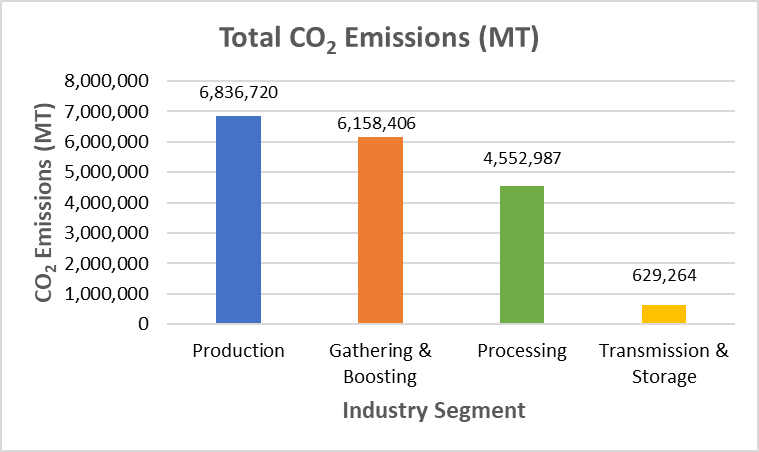 Total CO₂ Emissions (MT)
CO₂ Emissions (MT)
8,000,000
7,000,000
6,000,000
5,000,000
4,000,000
3,000,000
2,000,000
1,000,000
0
6,836,720
6,158,406
4,552,987
629,264
Production
Gathering &
Boosting
Processing
Transmission &
Storage
Industry Segment